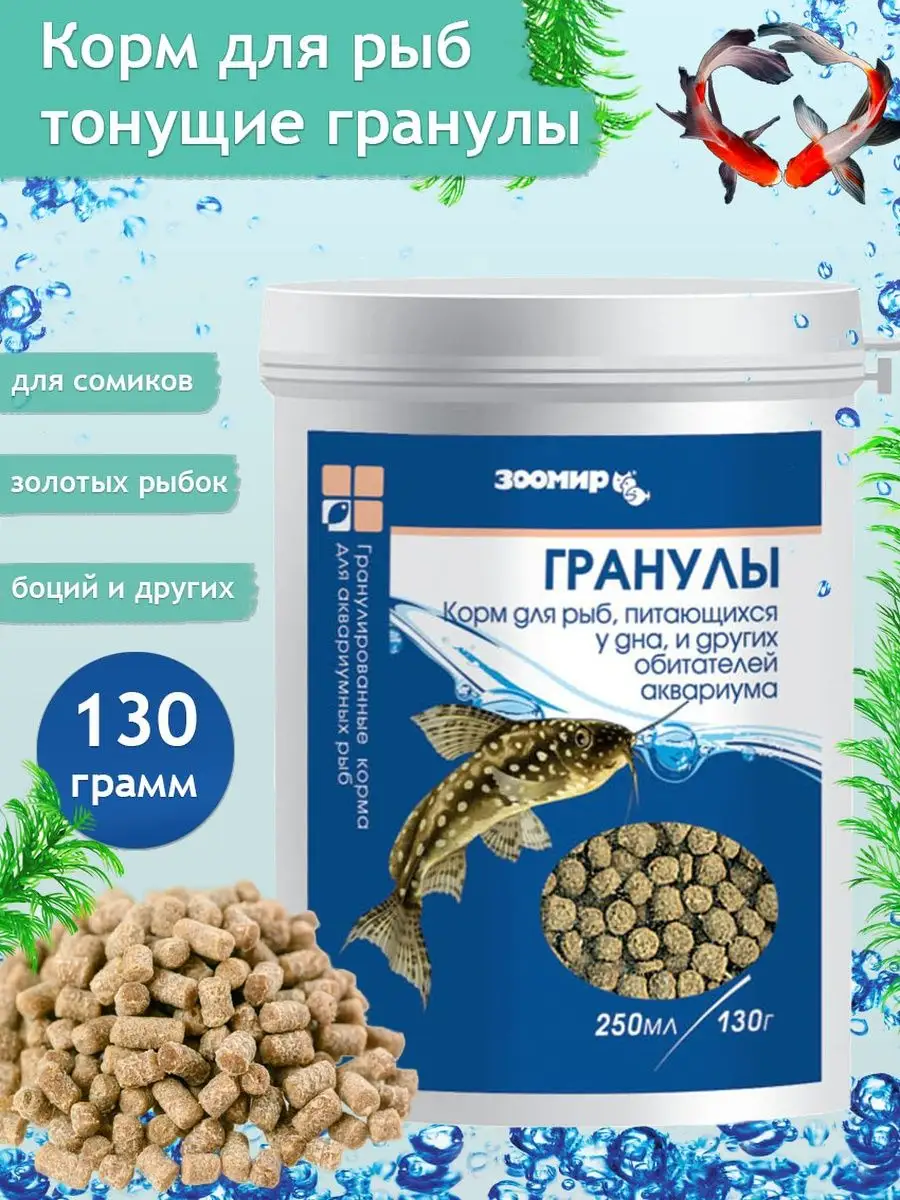 Корм для рыб
тонущие гранулы
для сомиков
золотых рыбок
боций и других
130
грамм
ЗООМИР
Гранулированные корма
для аквариумных рыб
ГРАНУЛЫ
Корм для рыб, питающихся
у дна, и других
обитателей
аквариума
250мл / 130г